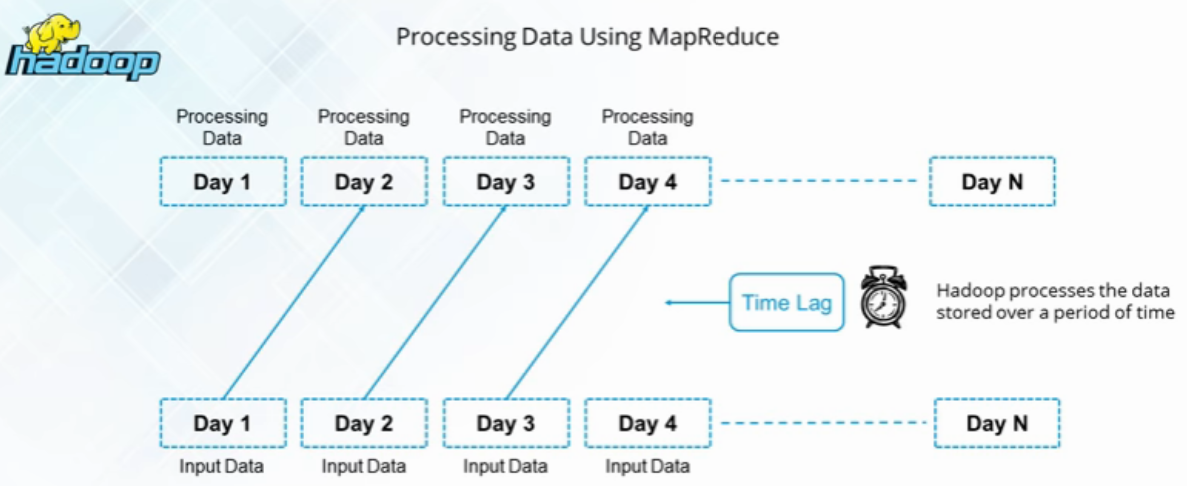 hadoop
Processing Data Using MapReduce
Processing
Data
Processing
Data
Processing
Data
Processing
Data
Day 1
Day 2
Day 3
Day 4
Day N
Time Lag
Hadoop processes the data
stored over a period of time
Day 1
Day 2
Day 3
Day 4
Day N
Input Data
Input Data
Input Data
Input Data